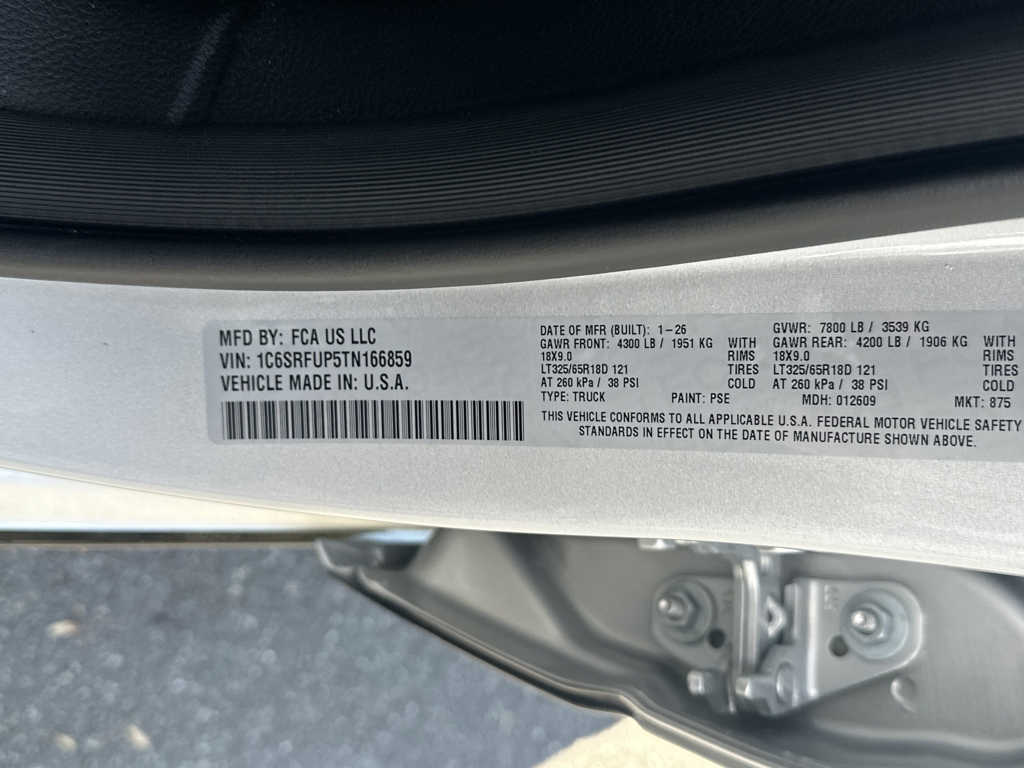 MFD BY: FCA US LLC
VIN: 1C6SRFUP5TN166859
VEHICLE MADE IN: U.S.A.
DATE OF MFR (BUILT): 1-26 GVWR: 7800 LB / 3539 KG
GAWR FRONT: 4300 LB / 1951 KG WITH GAWR REAR: 4200 LB / 1906 KG WITH
18X9.0 RIMS 18X9.0 RIMS
LT325/65R18D 121 TIRES LT325/65R18D 121 TIRES
AT 260 kPa / 38 PSI COLD AT 260 kPa / 38 PSI COLD
TYPE: TRUCK PAINT: PSE MDH: 012609 MKT: 875
THIS VEHICLE CONFORMS TO ALL APPLICABLE U.S.A. FEDERAL MOTOR VEHICLE SAFETY
STANDARDS IN EFFECT ON THE DATE OF MANUFACTURE SHOWN ABOVE.